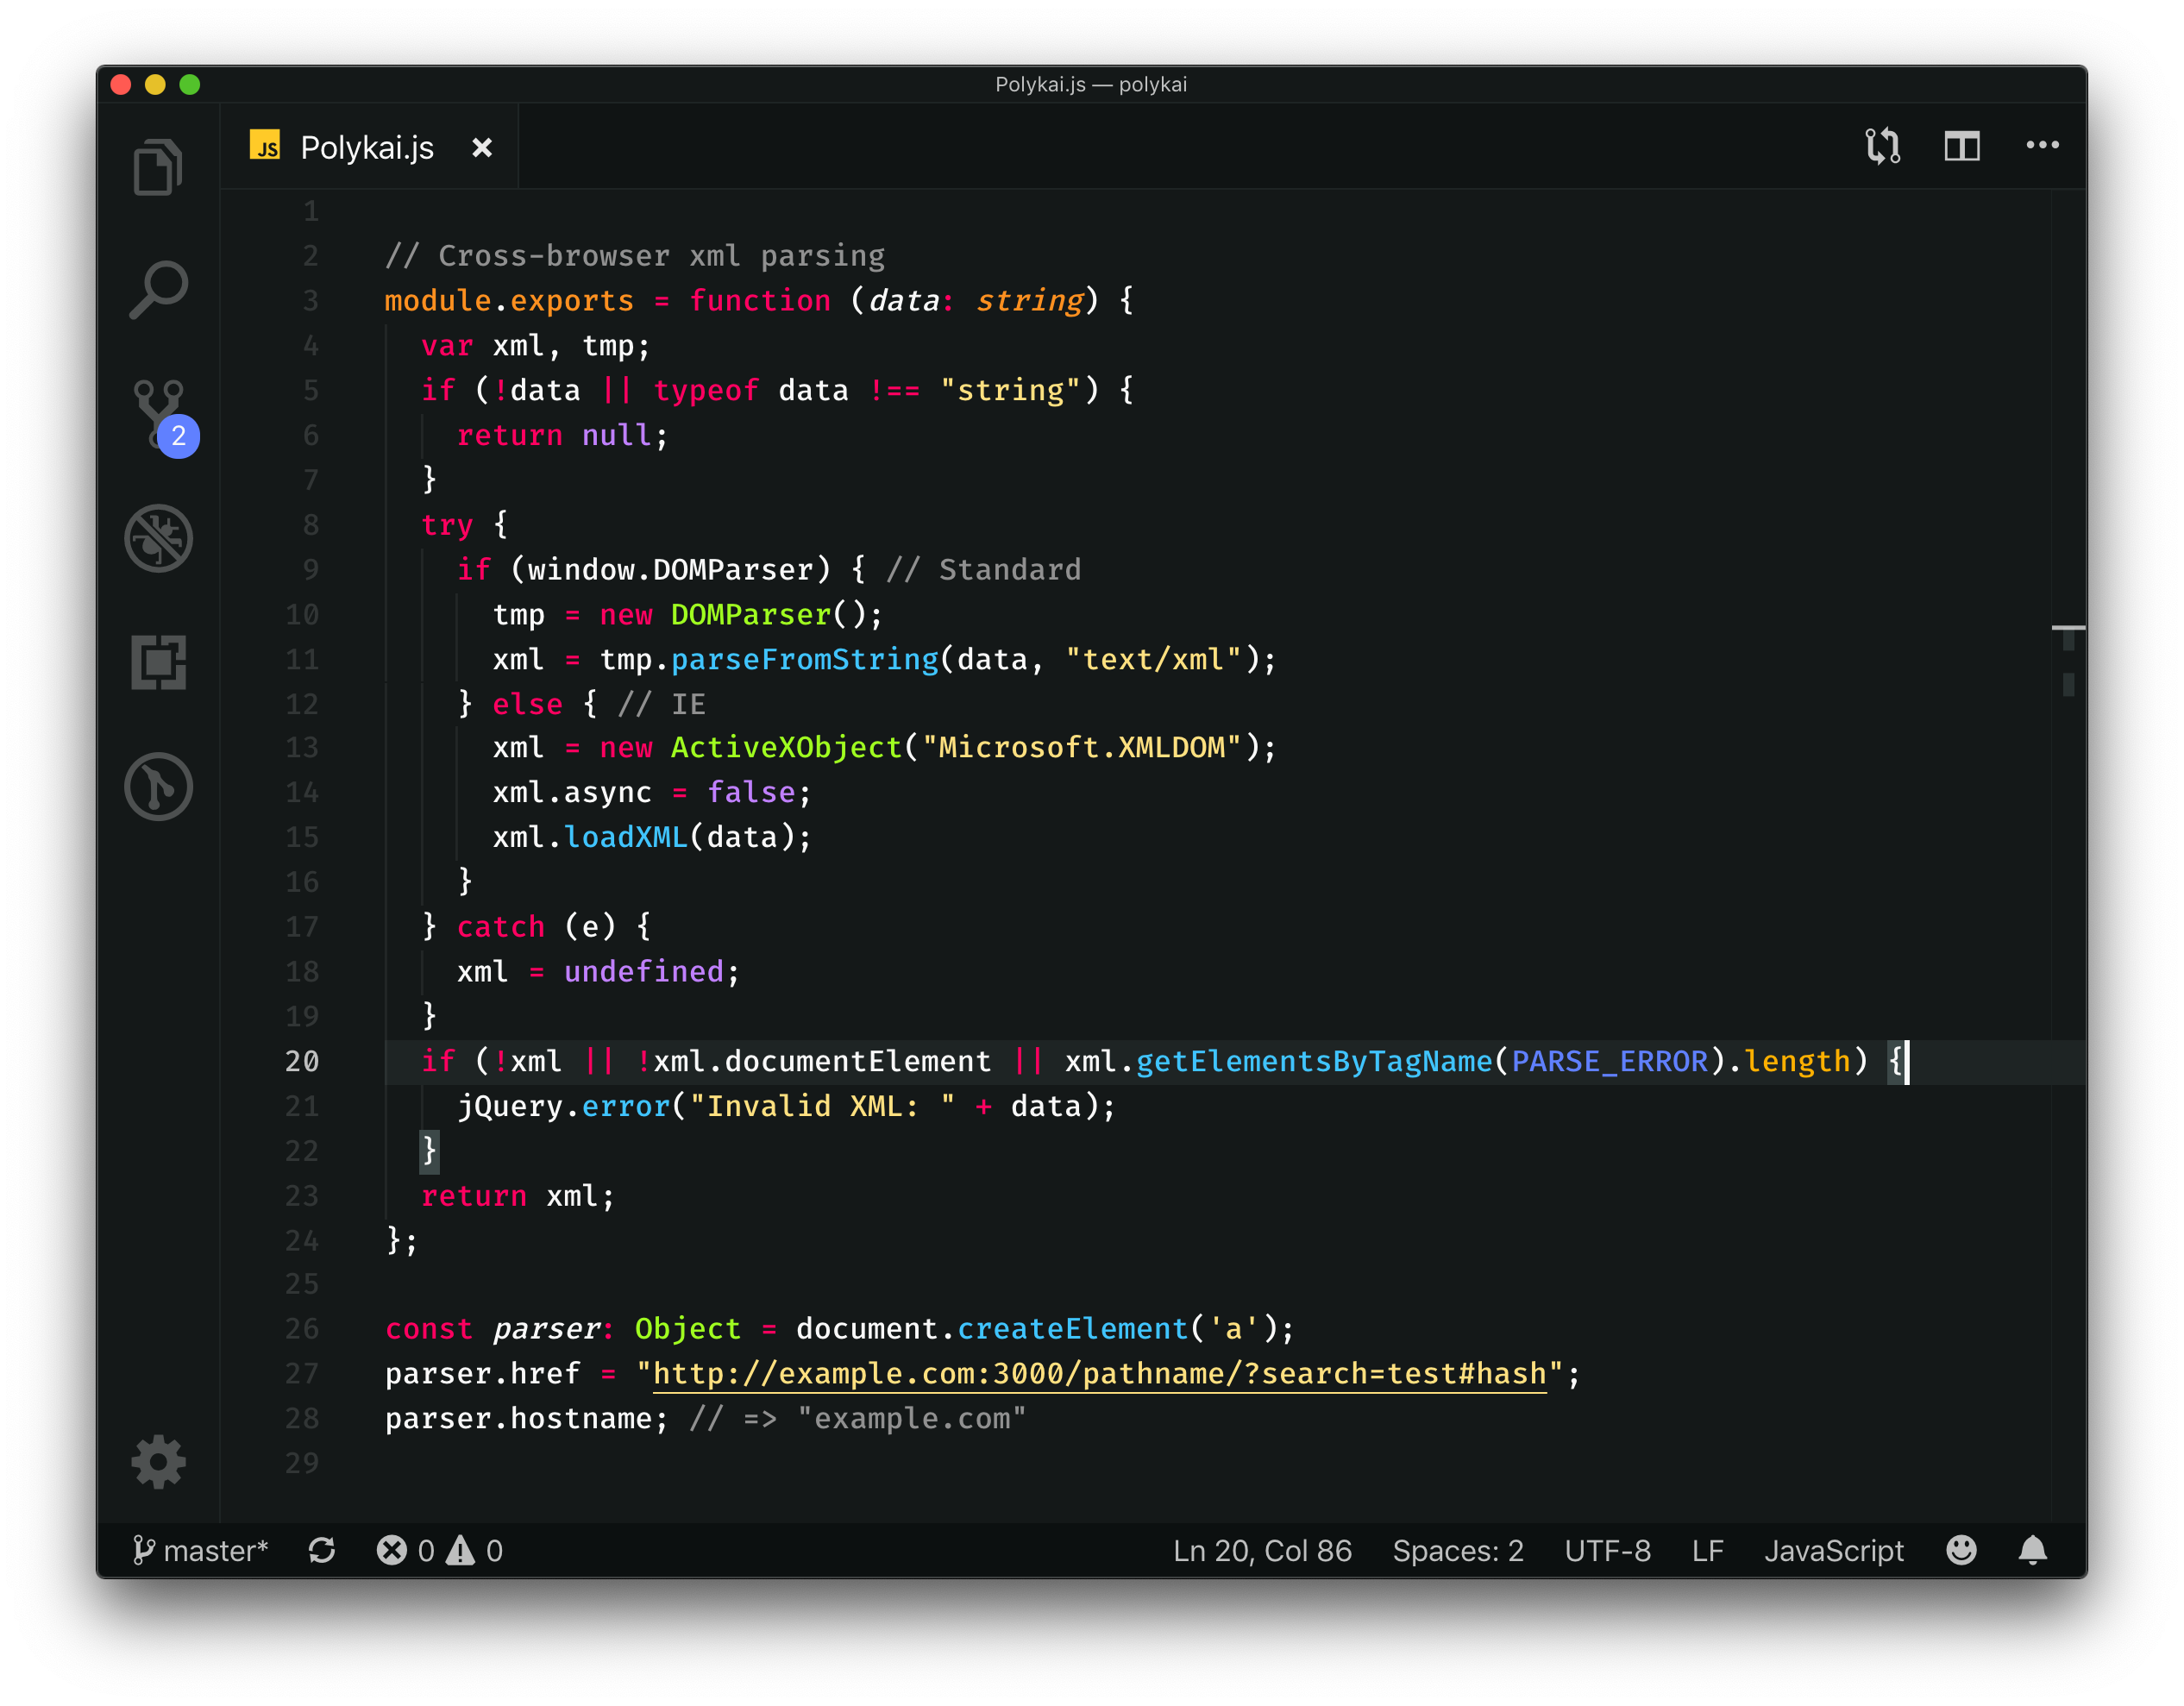 Polykai.js — polykai
JS Polykai.js ×
1
2 // Cross-browser xml parsing
3 module.exports = function (data: string) {
4   var xml, tmp;
5   if (!data || typeof data !== "string") {
6     return null;
7   }
8   try {
9     if (window.DOMParser) { // Standard
10       tmp = new DOMParser();
11       xml = tmp.parseFromString(data, "text/xml");
12     } else { // IE
13       xml = new ActiveXObject("Microsoft.XMLDOM");
14       xml.async = false;
15       xml.loadXML(data);
16     }
17   } catch (e) {
18     xml = undefined;
19   }
20   if (!xml || !xml.documentElement || xml.getElementsByTagName(PARSE_ERROR).length) {
21     jQuery.error("Invalid XML: " + data);
22   }
23   return xml;
24 };
25
26 const parser: Object = document.createElement('a');
27 parser.href = "http://example.com:3000/pathname/?search=test#hash";
28 parser.hostname; // => "example.com"
29
2
master* 0 0 Ln 20, Col 86 Spaces: 2 UTF-8 LF JavaScript